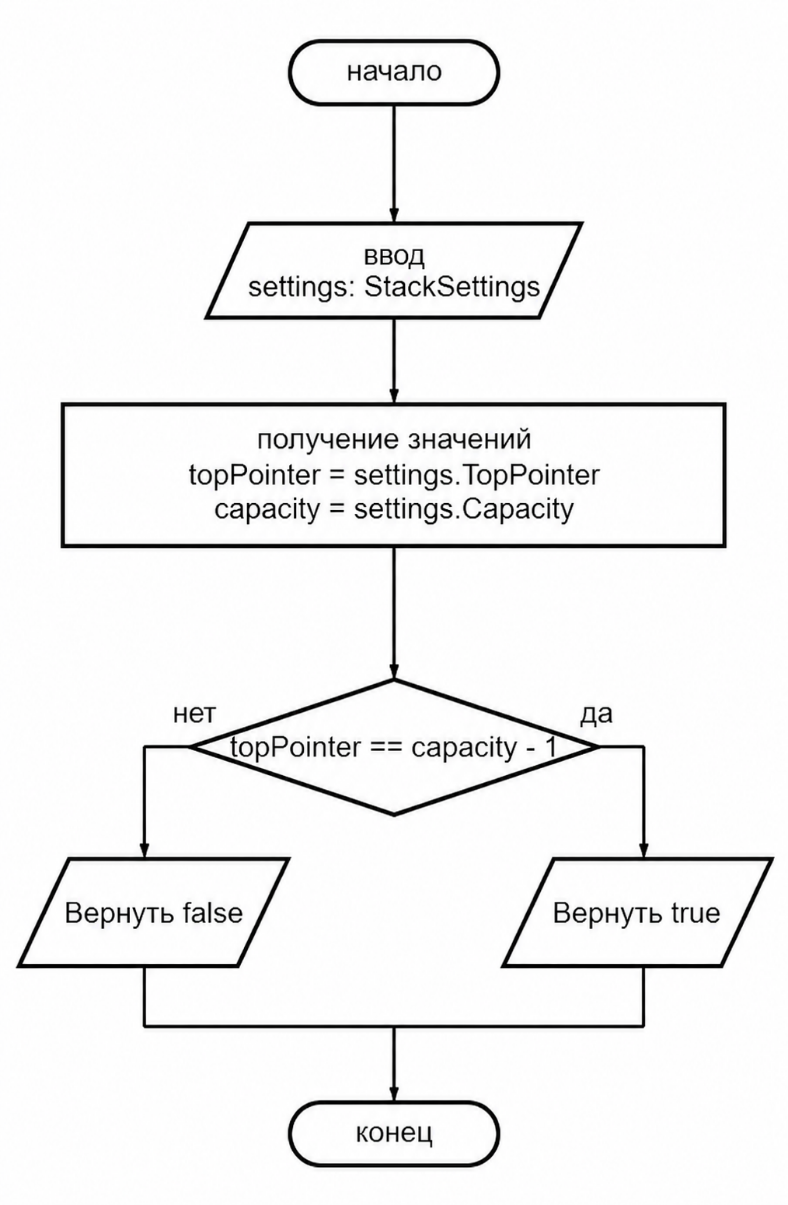 начало
ввод
settings: StackSettings
получение значений
topPointer = settings.TopPointer
capacity = settings.Capacity
нет
да
topPointer == capacity - 1
Вернуть false
Вернуть true
конец